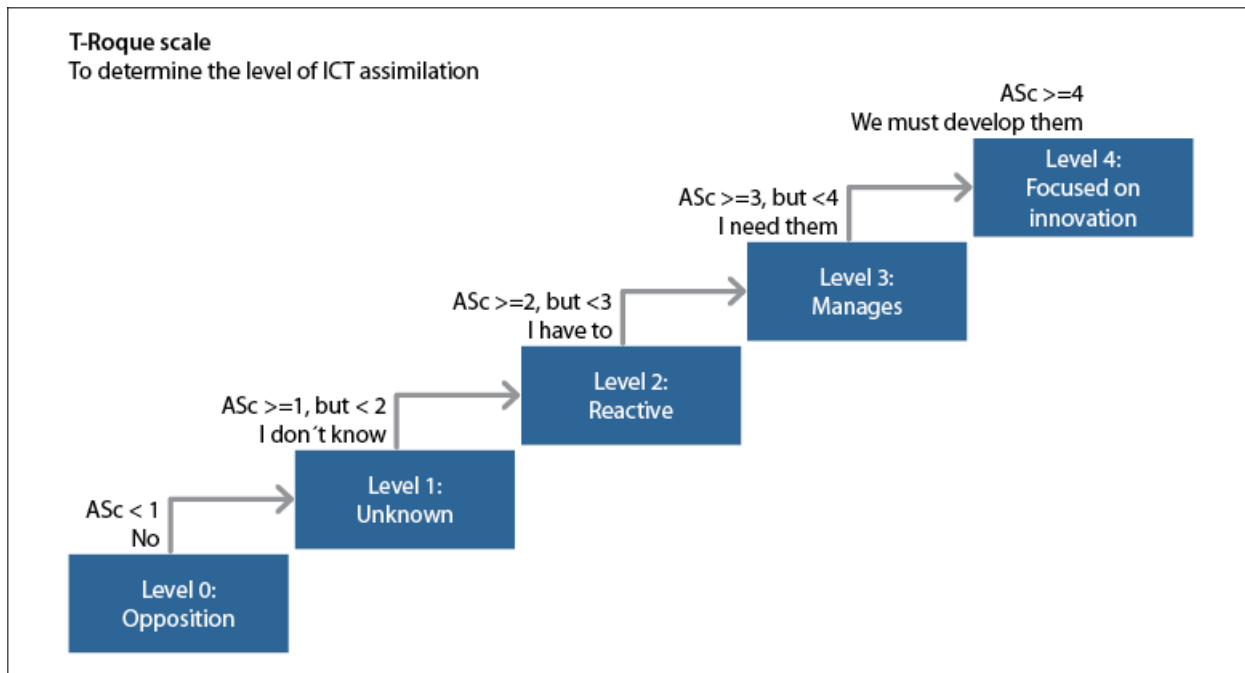 T-Roque scale
To determine the level of ICT assimilation
ASc >=4
We must develop them
Level 4:
Focused on
innovation
ASc >=3, but <4
I need them
Level 3:
Manages
ASc >=2, but <3
I have to
Level 2:
Reactive
ASc >=1, but < 2
I don´t know
Level 1:
Unknown
ASc < 1
No
Level 0:
Opposition